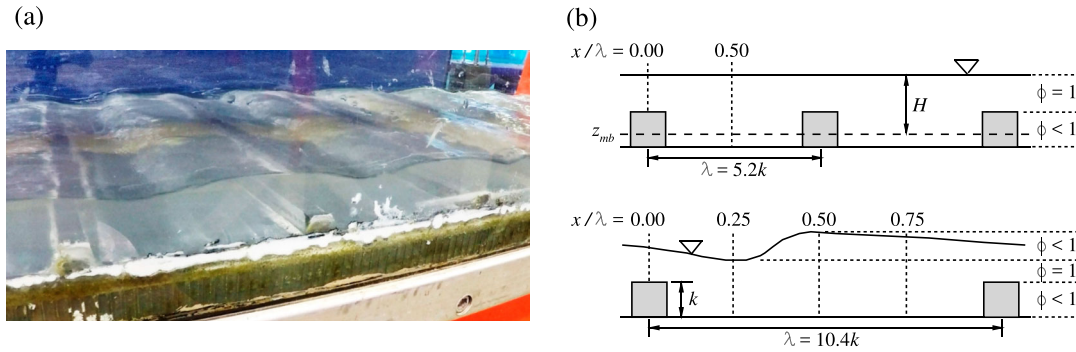 (a)
(b)
x / λ = 0.00 0.50
H
ϕ = 1
z_mb
ϕ < 1
λ = 5.2k
x / λ = 0.00 0.25 0.50 0.75
ϕ < 1
ϕ = 1
k
ϕ < 1
λ = 10.4k